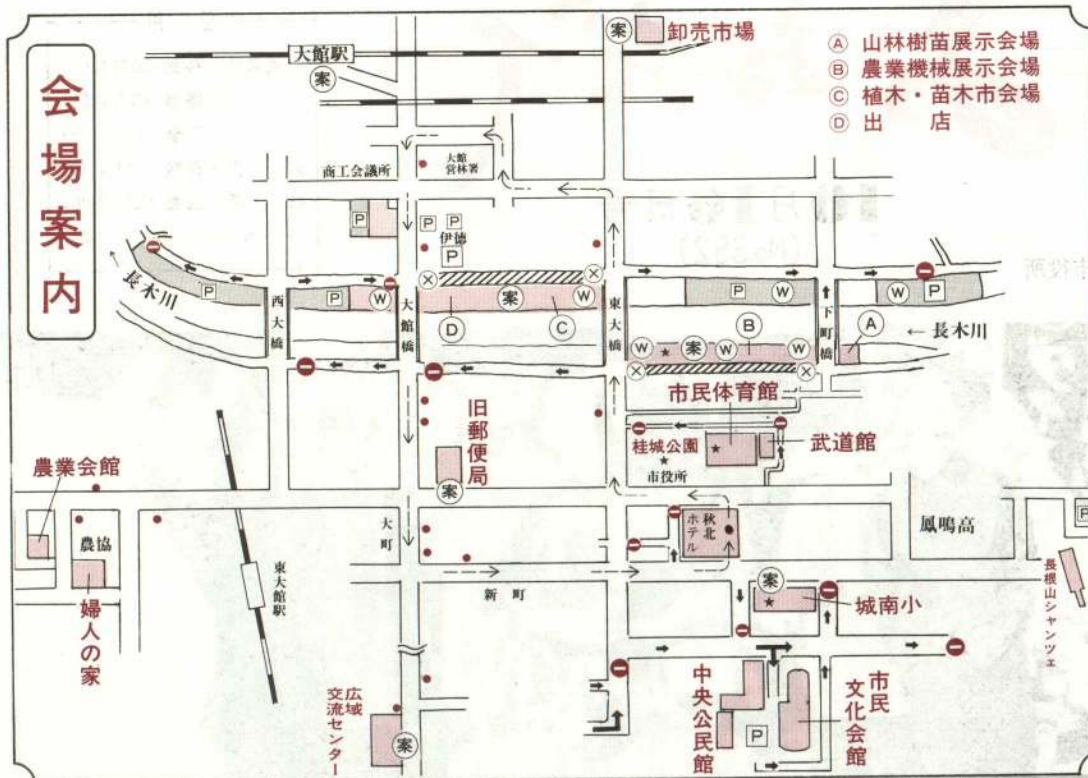 会場案内
Ⓐ 山林樹苗展示会場
Ⓑ 農業機械展示会場
Ⓒ 植木・苗木市会場
Ⓓ 出店
案
卸売市場
大館駅
案
商工会議所
大館
営林署
P
P
P
伊徳
P
長木川
P
西大橋
P
W
大館橋
案
W
Ⓓ
Ⓒ
東大橋
P
W
W
P
下町橋
Ⓐ
←長木川
Ⓑ
W
案
W
W
市民体育館
武道館
桂城公園
市役所
旧郵便局
案
農業会館
農協
婦人の家
東大館駅
大町
新町
秋北
ホテル
鳳鳴高
P
長根山シャンツェ
案
城南小
中央公民館
P
市民
文化会館
広域
交流センター
案